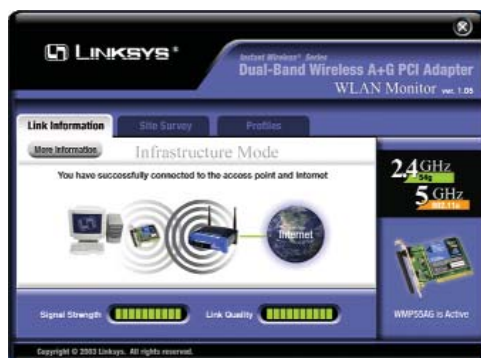 LINKSYS®
Instant Wireless® Series
Dual-Band Wireless A+G PCI Adapter
WLAN Monitor ver. 1.05
Link Information
Site Survey
Profiles
More Information
Infrastructure Mode
You have successfully connected to the access point and Internet
Internet
2.4GHz
54g
5GHz
802.11a
WMP55AG is Active
Signal Strength
Link Quality
Copyright © 2003 Linksys. All rights reserved.